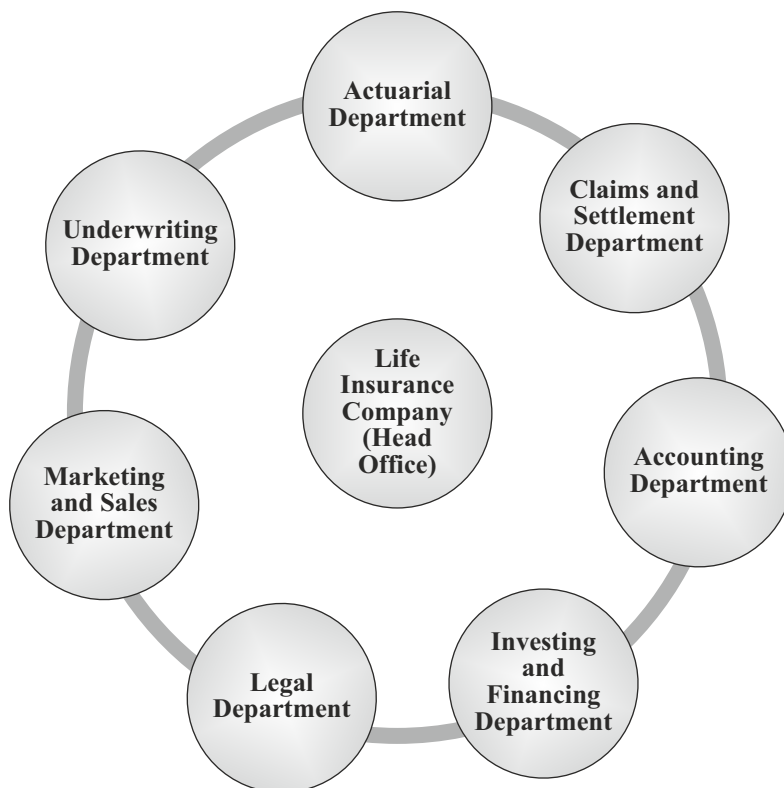 Actuarial
Department
Claims and
Settlement
Department
Accounting
Department
Investing
and
Financing
Department
Legal
Department
Marketing
and Sales
Department
Underwriting
Department
Life
Insurance
Company
(Head
Office)